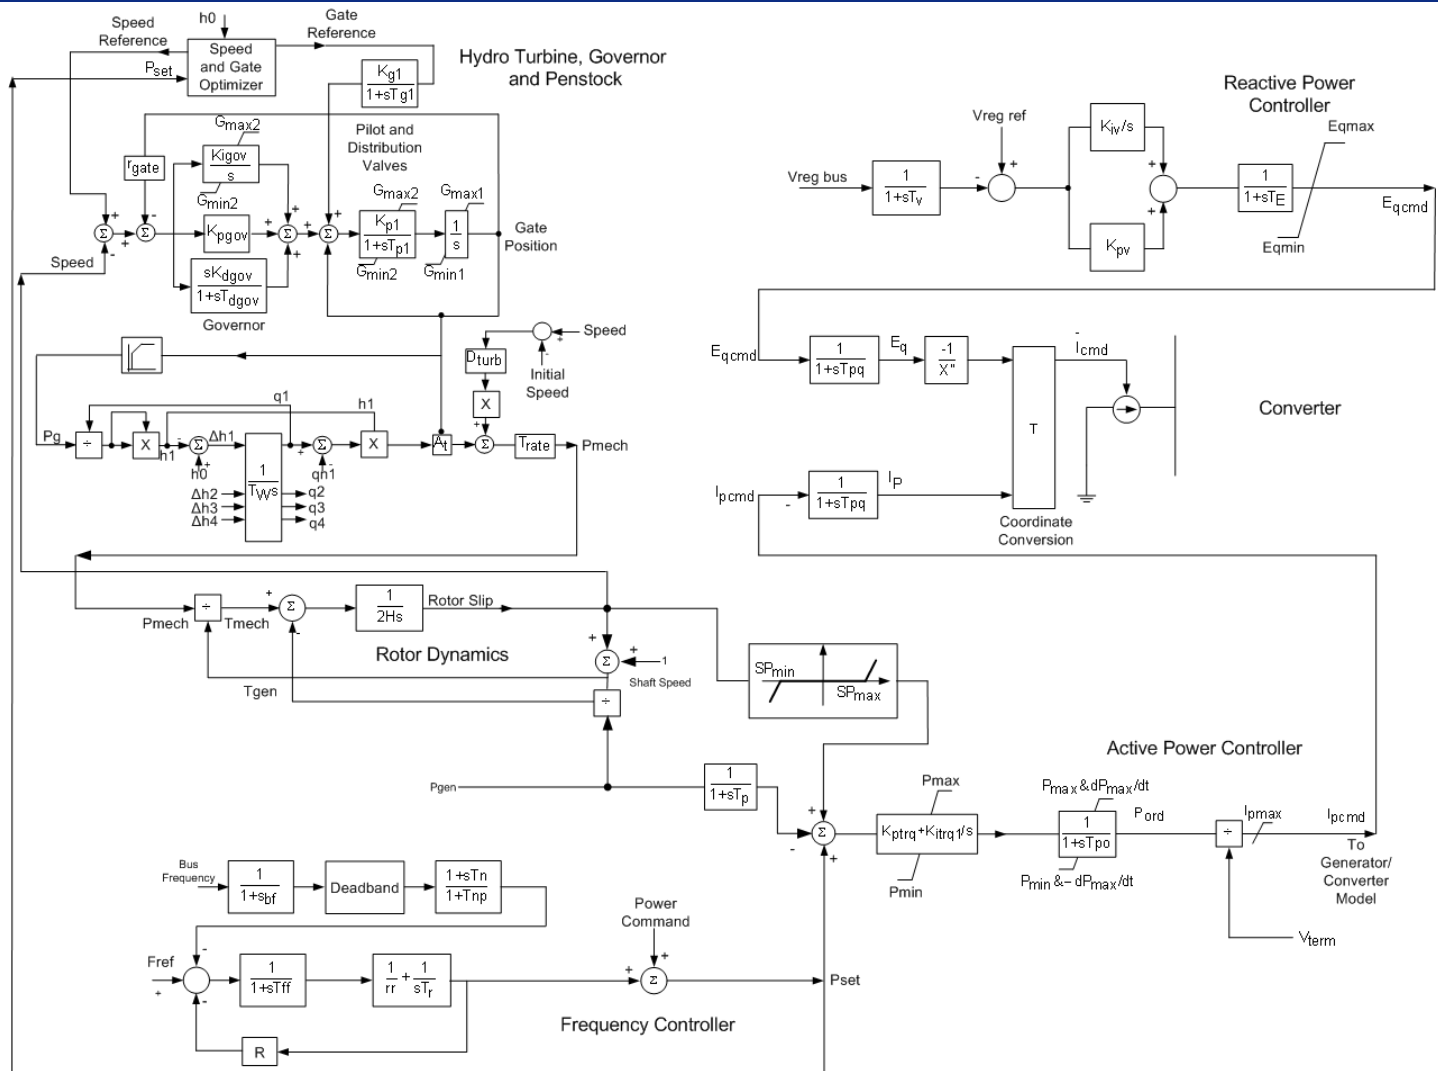 h0
Speed
Reference
Gate
Reference
Pset
Speed
and Gate
Optimizer
Hydro Turbine, Governor
and Penstock
Kg1
1+sTg1
Gmax2
Pilot and
Distribution
Valves
rgate
Kigov
s
Gmin2
Gmax2
Gmax1
+
-
+
+
+
+
Σ
+
Σ
Kpgov
+
Σ
+
Σ
Kp1
1+sTp1
1
s
Gate
Position
Speed
-
+
Gmin2
Gmin1
sKdgov
1+sTdgov
Governor
Dturb
+
Speed
-
Initial
Speed
X
q1
h1
+
Pg
÷
X
-
h1
Σ
Δh1
+
h0
1
TWs
+
Σ
-
qn1
X
At
Σ
Trate
Pmech
Δh2
Δh3
Δh4
q2
q3
q4
Pmech
÷
Tmech
+
Σ
-
1
2Hs
Rotor Slip
Rotor Dynamics
+
Σ
+
1
Shaft Speed
Tgen
÷
Pgen
1
1+sTp
SPmin
SPmax
Reactive Power
Controller
Vreg ref
Kiv/s
Eqmax
Vreg bus
1
1+sTv
-
+
+
+
Kpv
1
1+sTE
Eqmin
Eqcmd
Eqcmd
1
1+sTpq
Eq
-1
X"
T
-
Icmd
Converter
Ipcmd
-
1
1+sTpq
IP
Coordinate
Conversion
Active Power Controller
+
-
Σ
+
Pmax
Kptrq+Kitrq1/s
Pmin
Pmax&dPmax/dt
1
1+sTpo
Pmin&-dPmax/dt
Pord
÷
Ipmax
Ipcmd
To
Generator/
Converter
Model
Vterm
Bus
Frequency
1
1+sbf
Deadband
1+sTn
1+Tnp
Power
Command
-
Fref
+
-
1
1+sTff
1
rr
+
1
sTr
+
+
Σ
Pset
R
Frequency Controller